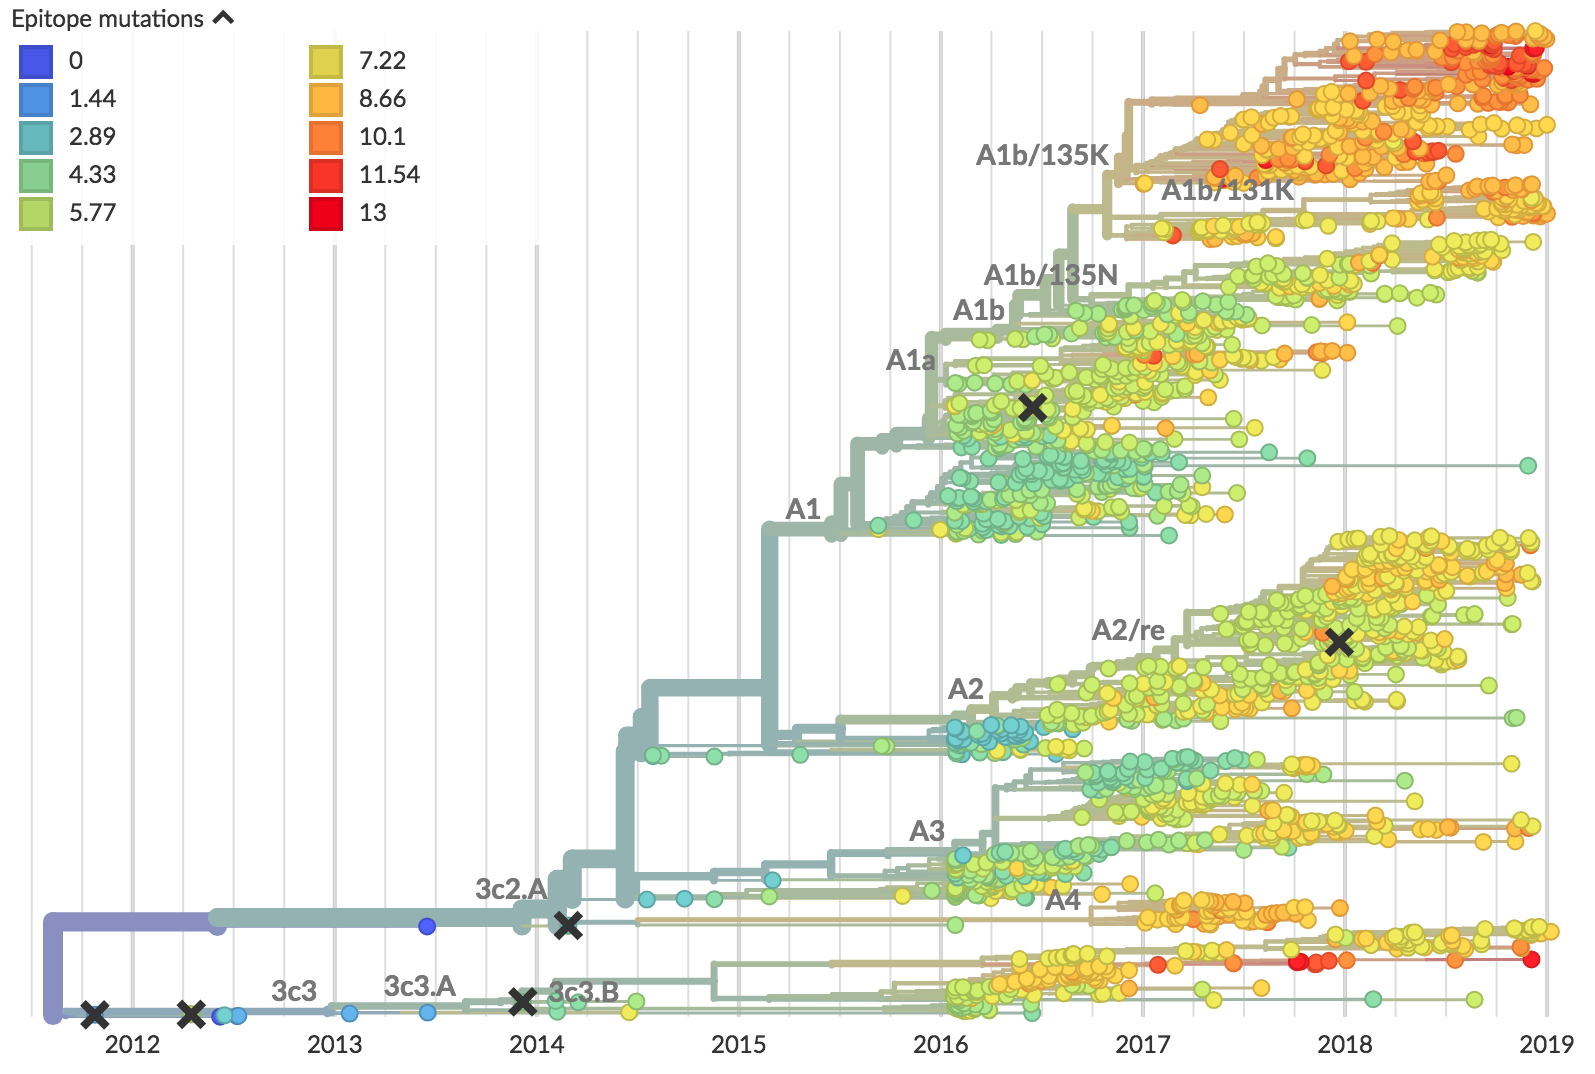 Epitope mutations
0
1.44
2.89
4.33
5.77
7.22
8.66
10.1
11.54
13
A1b/135K
A1b/131K
A1b/135N
A1b
A1a
A1
A2/re
A2
A3
3c2.A
A4
3c3
3c3.A
3c3.B
2012 2013 2014 2015 2016 2017 2018 2019